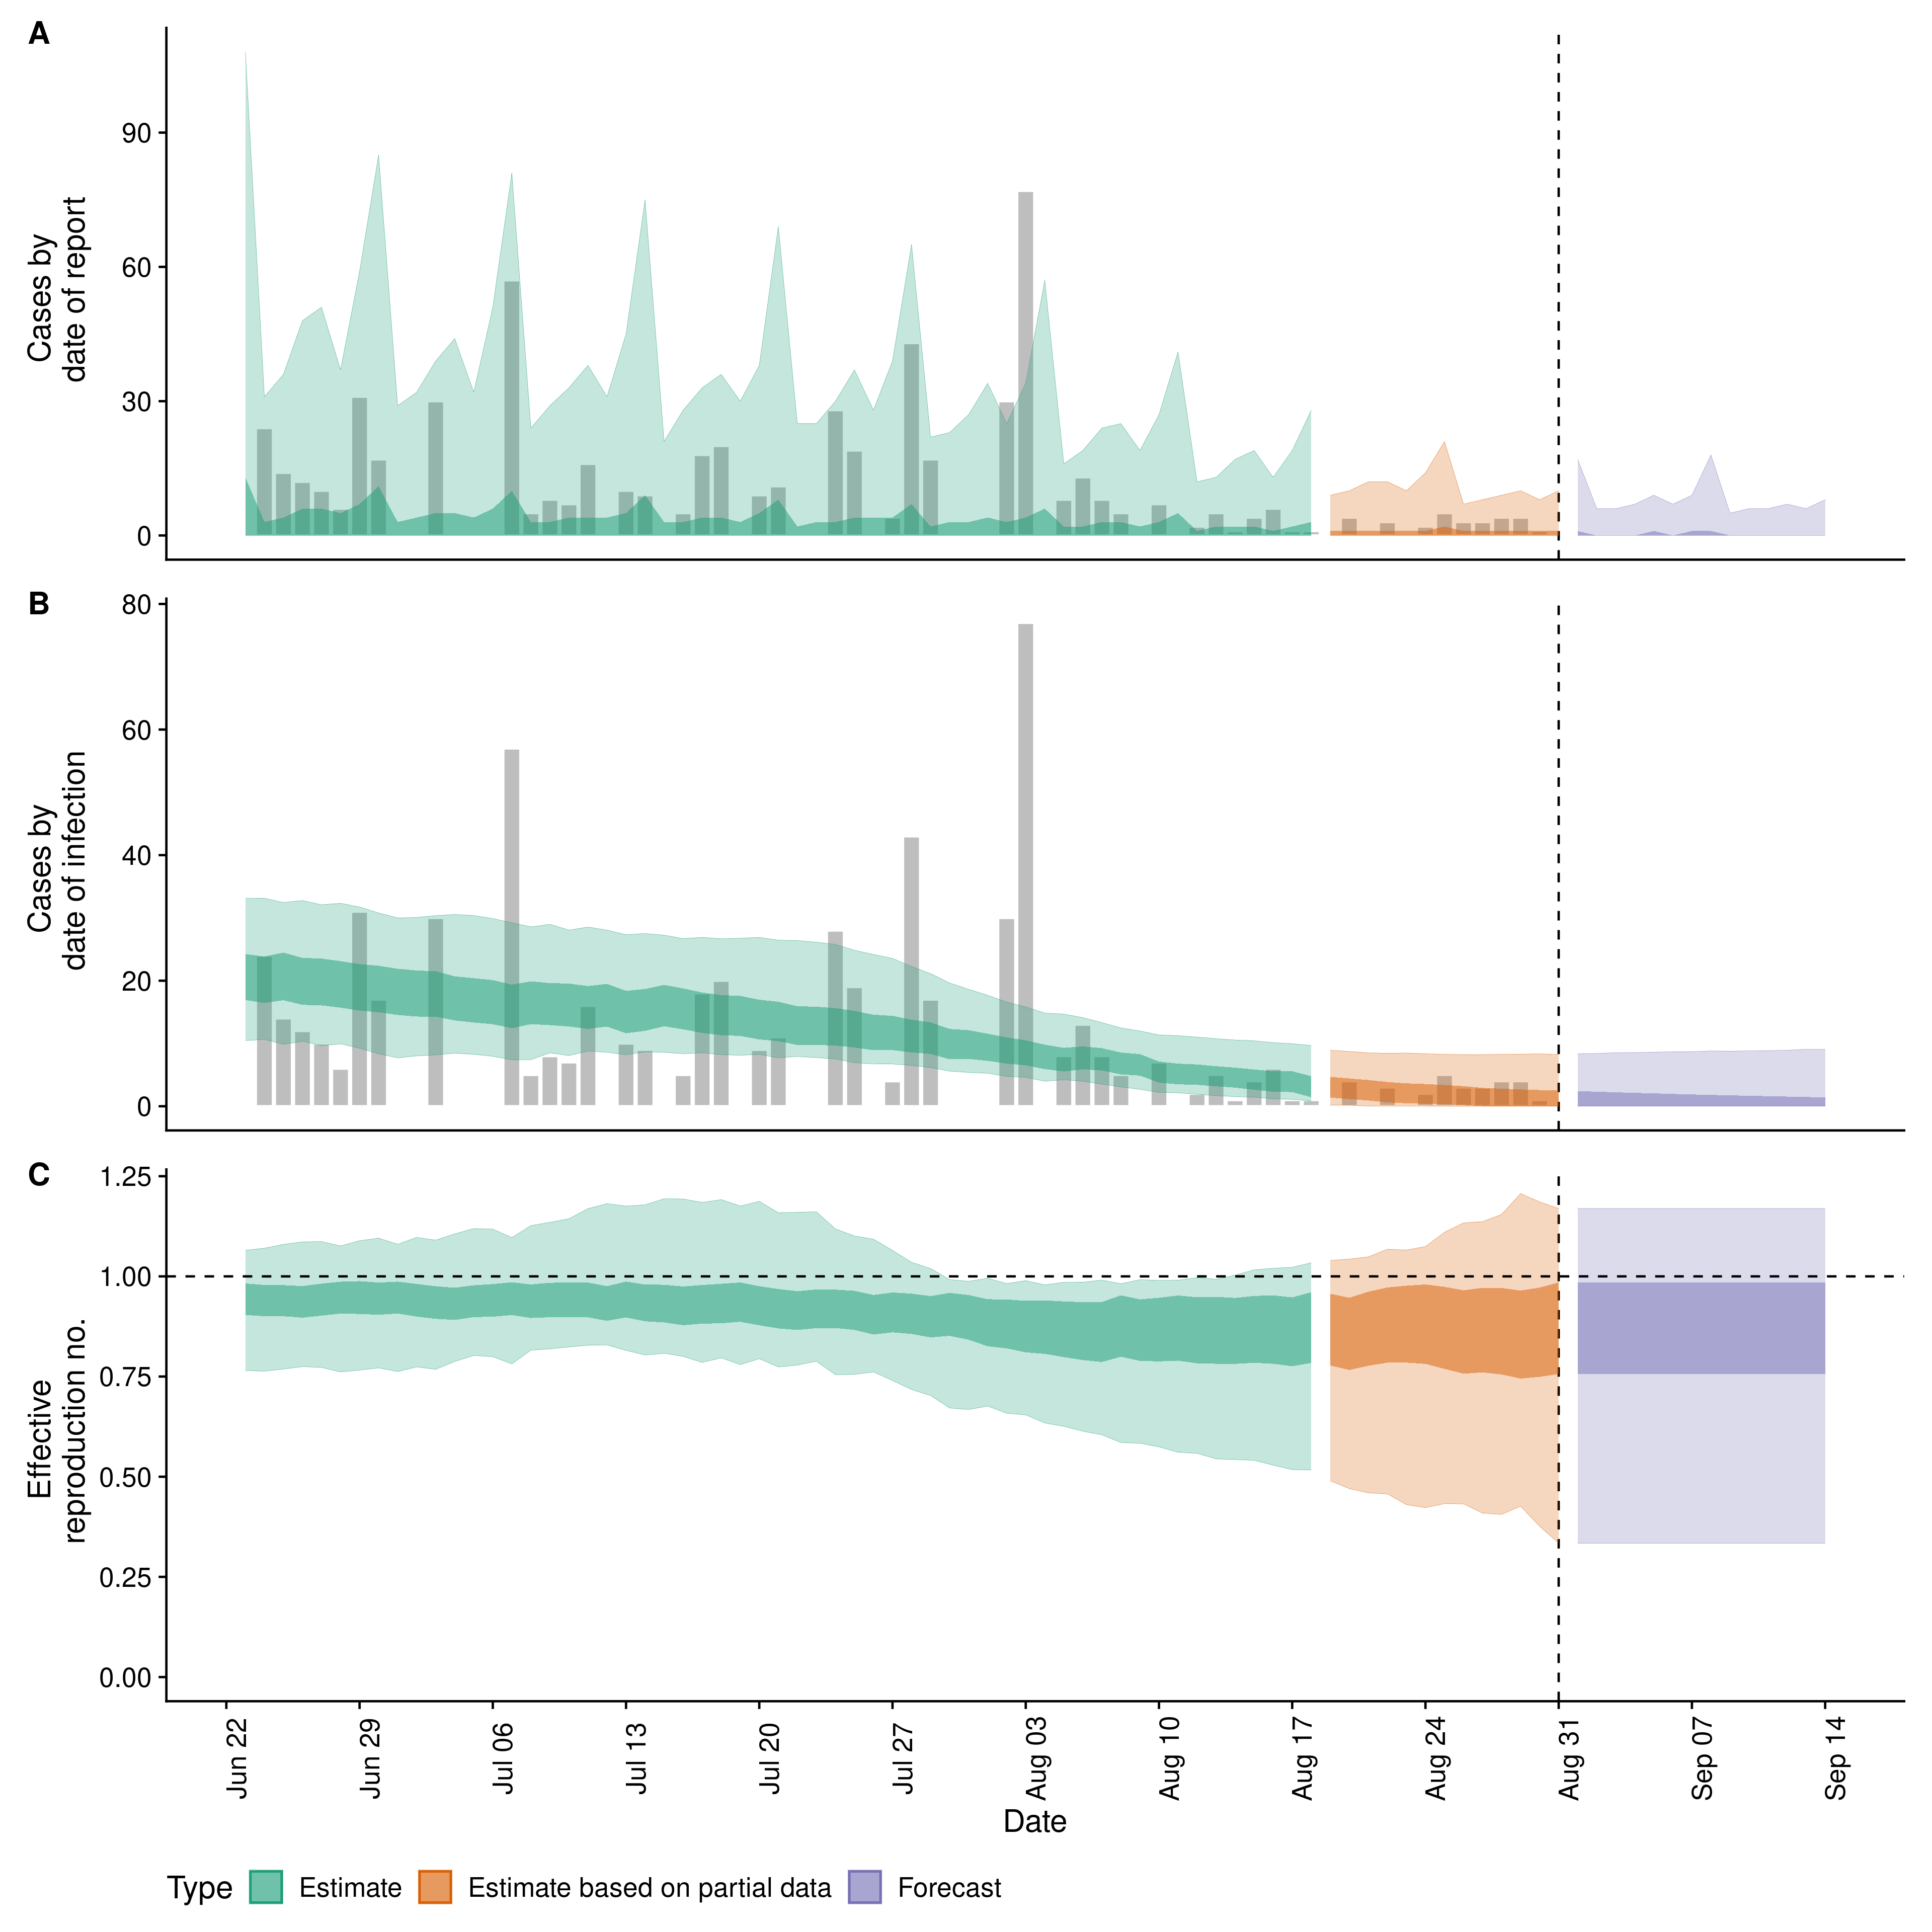 A
Cases by
date of report
90
60
30
0
B
Cases by
date of infection
80
60
40
20
0
C
Effective
reproduction no.
1.25
1.00
0.75
0.50
0.25
0.00
Jun 22
Jun 29
Jul 06
Jul 13
Jul 20
Jul 27
Aug 03
Aug 10
Aug 17
Aug 24
Aug 31
Sep 07
Sep 14
Date
Type Estimate Estimate based on partial data Forecast